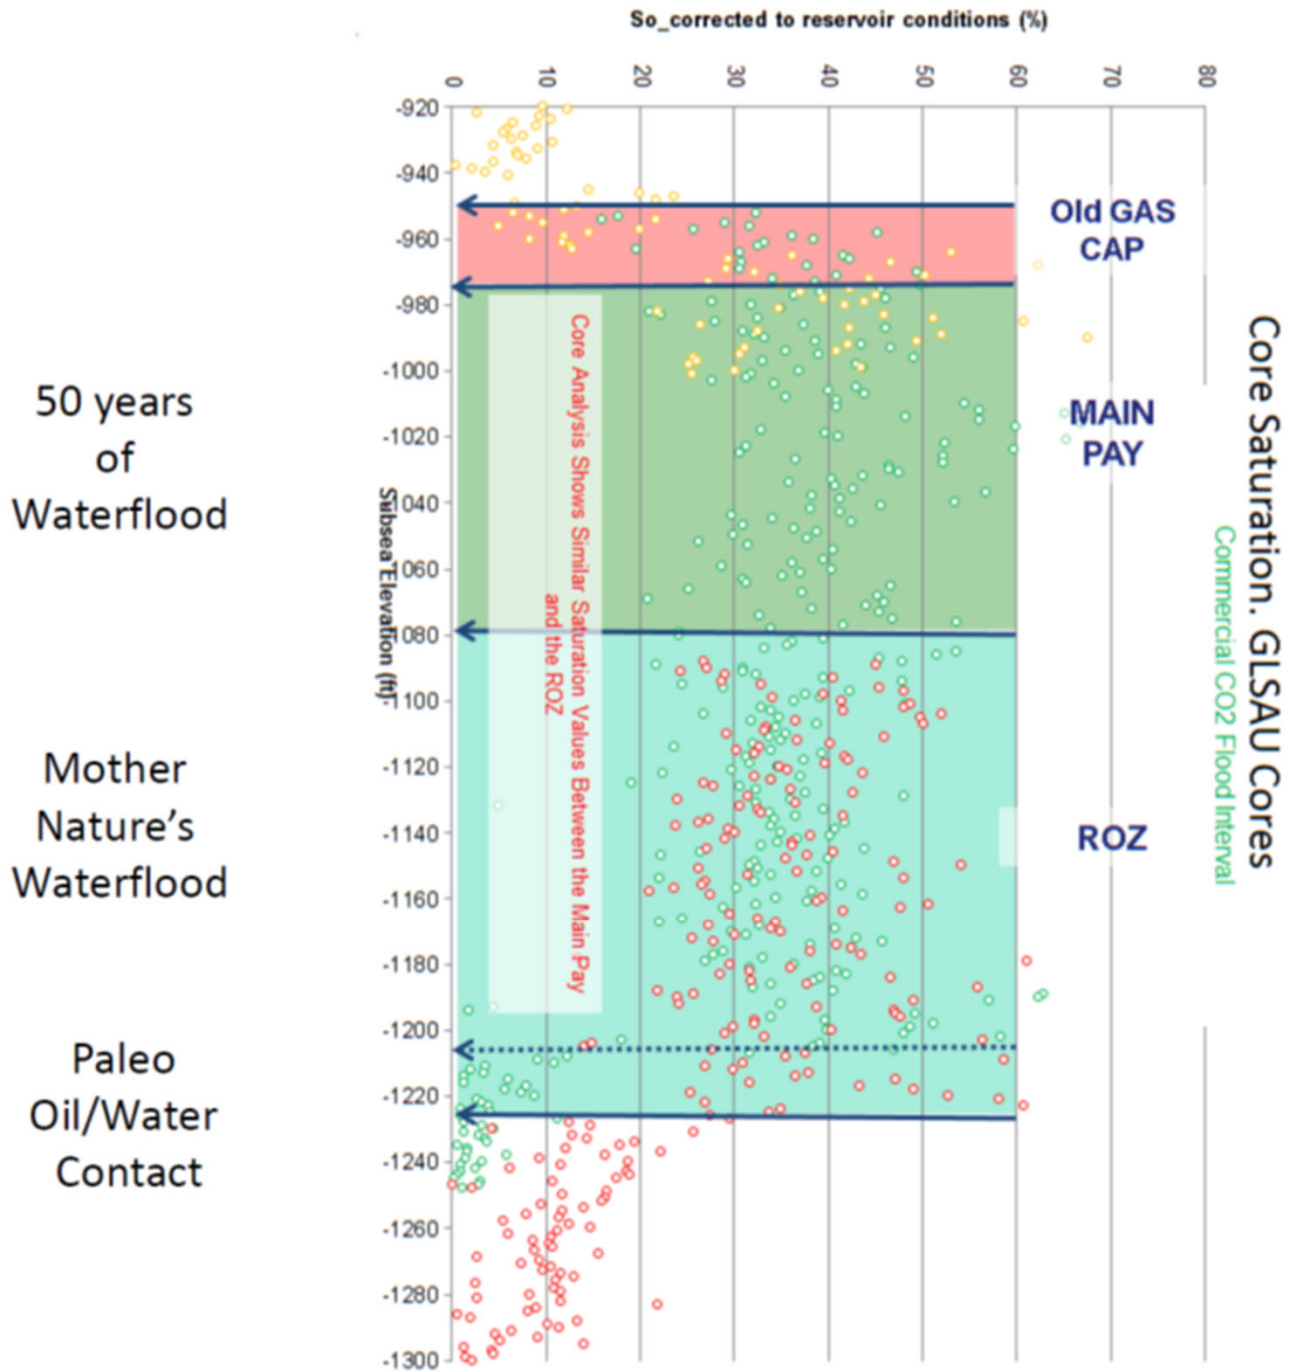 So_corrected to reservoir conditions (%)
0
10
20
30
40
50
60
70
80
-920
-940
-960
-980
-1000
-1020
-1040
-1060
-1080
-1100
-1120
-1140
-1160
-1180
-1200
-1220
-1240
-1260
-1280
-1300
Subsea Elevation (ft)
50 years
of
Waterflood
Mother
Nature's
Waterflood
Paleo
Oil/Water
Contact
Core Analysis Shows Similar Saturation Values Between the Main Pay
and the ROZ
Old GAS
CAP
MAIN
PAY
ROZ
Core Saturation. GLSAU Cores
Commercial CO2 Flood Interval